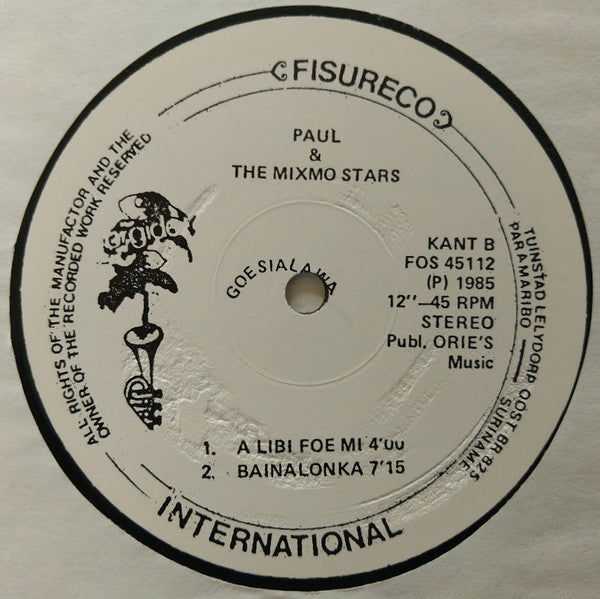 FISURECO
PAUL
&
THE MIXMO STARS
GOESIALAWA
KANT B
FOS 45112
(P) 1985
12"—45 RPM
STEREO
Publ. ORIE'S
Music
ALL RIGHTS OF THE MANUFACTOR AND THE
OWNER OF THE RECORDED WORK RESERVED
TUINSTAD LELYDORP OOST BR 825
PARAMARIBO — SURINAME
1. A LIBI FOE MI 4'00
2. BAINALONKA 7'15
INTERNATIONAL